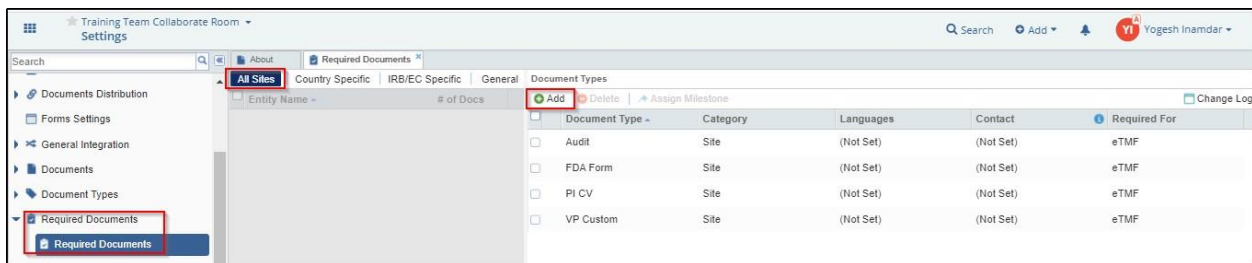 Training Team Collaborate Room
Settings
Search
Add
A
YI
Yogesh Inamdar
Search
About
Required Documents
Documents Distribution
Forms Settings
General Integration
Documents
Document Types
Required Documents
Required Documents
All Sites
Country Specific
IRB/EC Specific
General
Entity Name
# of Docs
Document Types
Add
Delete
Assign Milestone
Change Log
Document Type
Category
Languages
Contact
Required For
Audit Site (Not Set) (Not Set) eTMF
FDA Form Site (Not Set) (Not Set) eTMF
PI CV Site (Not Set) (Not Set) eTMF
VP Custom Site (Not Set) (Not Set) eTMF